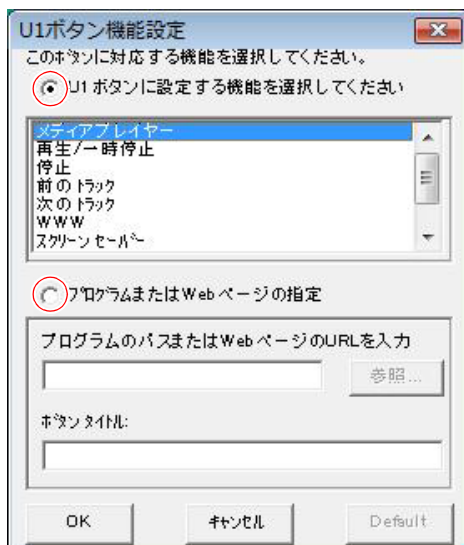 U1ボタン機能設定
このボタンに対応する機能を選択してください。
U1 ボタンに設定する機能を選択してください
メディアプレイヤー
再生/一時停止
停止
前のトラック
次のトラック
WWW
スクリーンセーバー
プログラムまたはWebページの指定
プログラムのパスまたはWebページのURLを入力
参照...
ボタンタイトル:
OK
キャンセル
Default